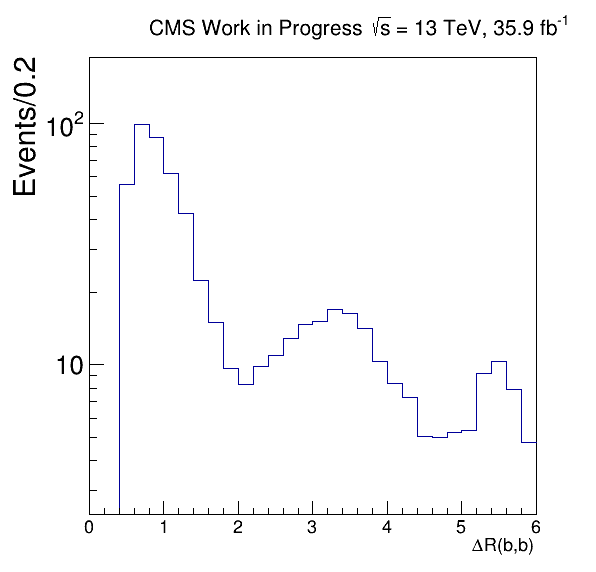 CMS Work in Progress √s = 13 TeV, 35.9 fb⁻¹
Events/0.2
10²
10
0 1 2 3 4 5 6
ΔR(b,b)